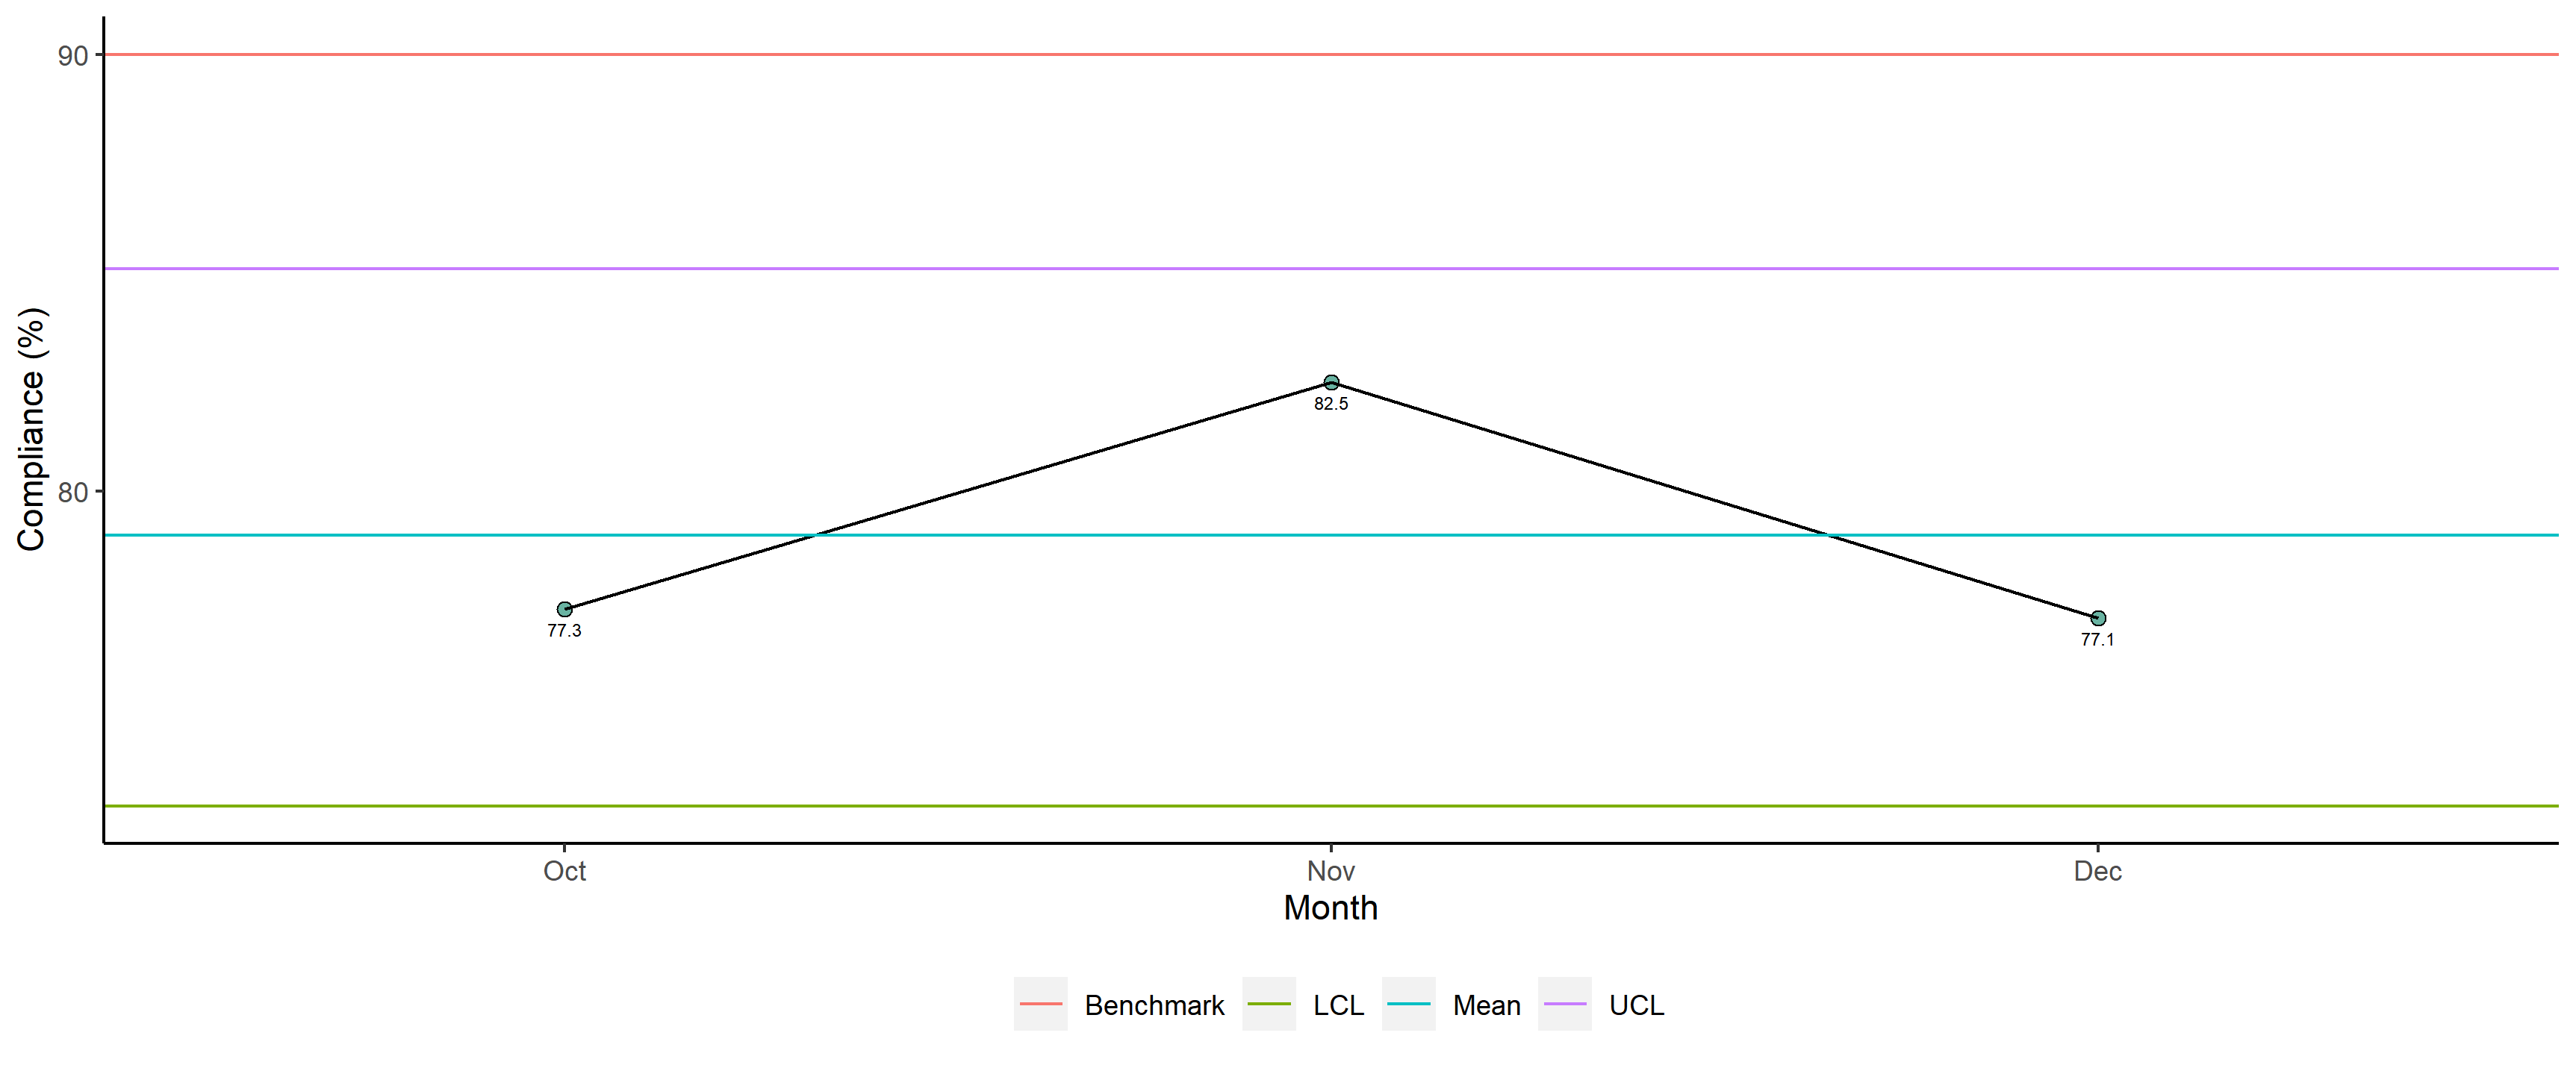 Compliance (%)
90
80
82.5
77.3
77.1
Oct Nov Dec
Month
Benchmark LCL Mean UCL